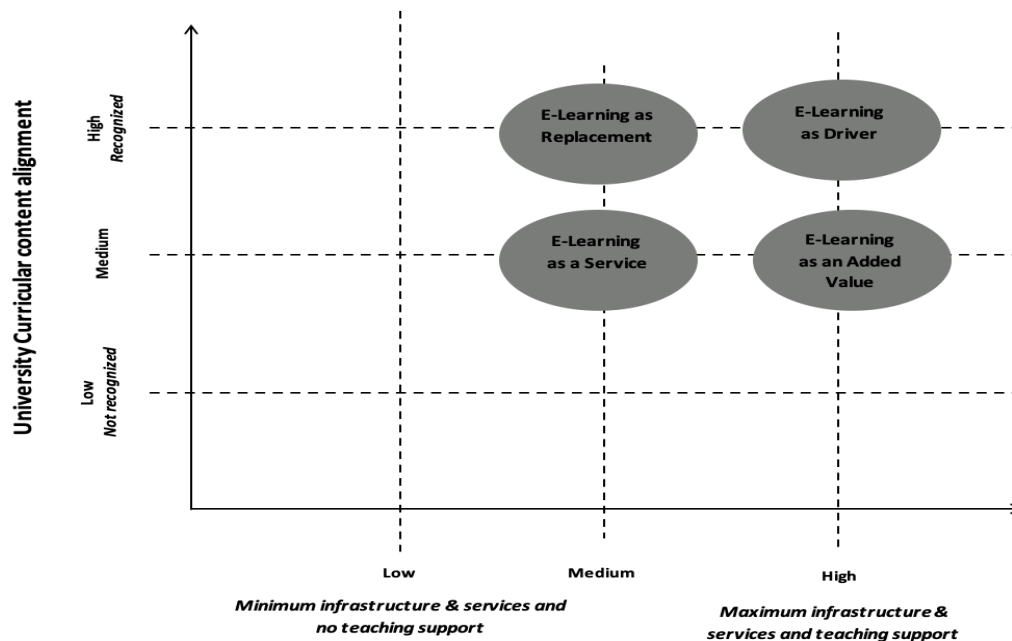 University Curricular content alignment
High
Recognized
Medium
Low
Not recognized
E-Learning as
Replacement
E-Learning
as Driver
E-Learning
as a Service
E-Learning
as an Added
Value
Low
Medium
High
Minimum infrastructure & services and
no teaching support
Maximum infrastructure &
services and teaching support